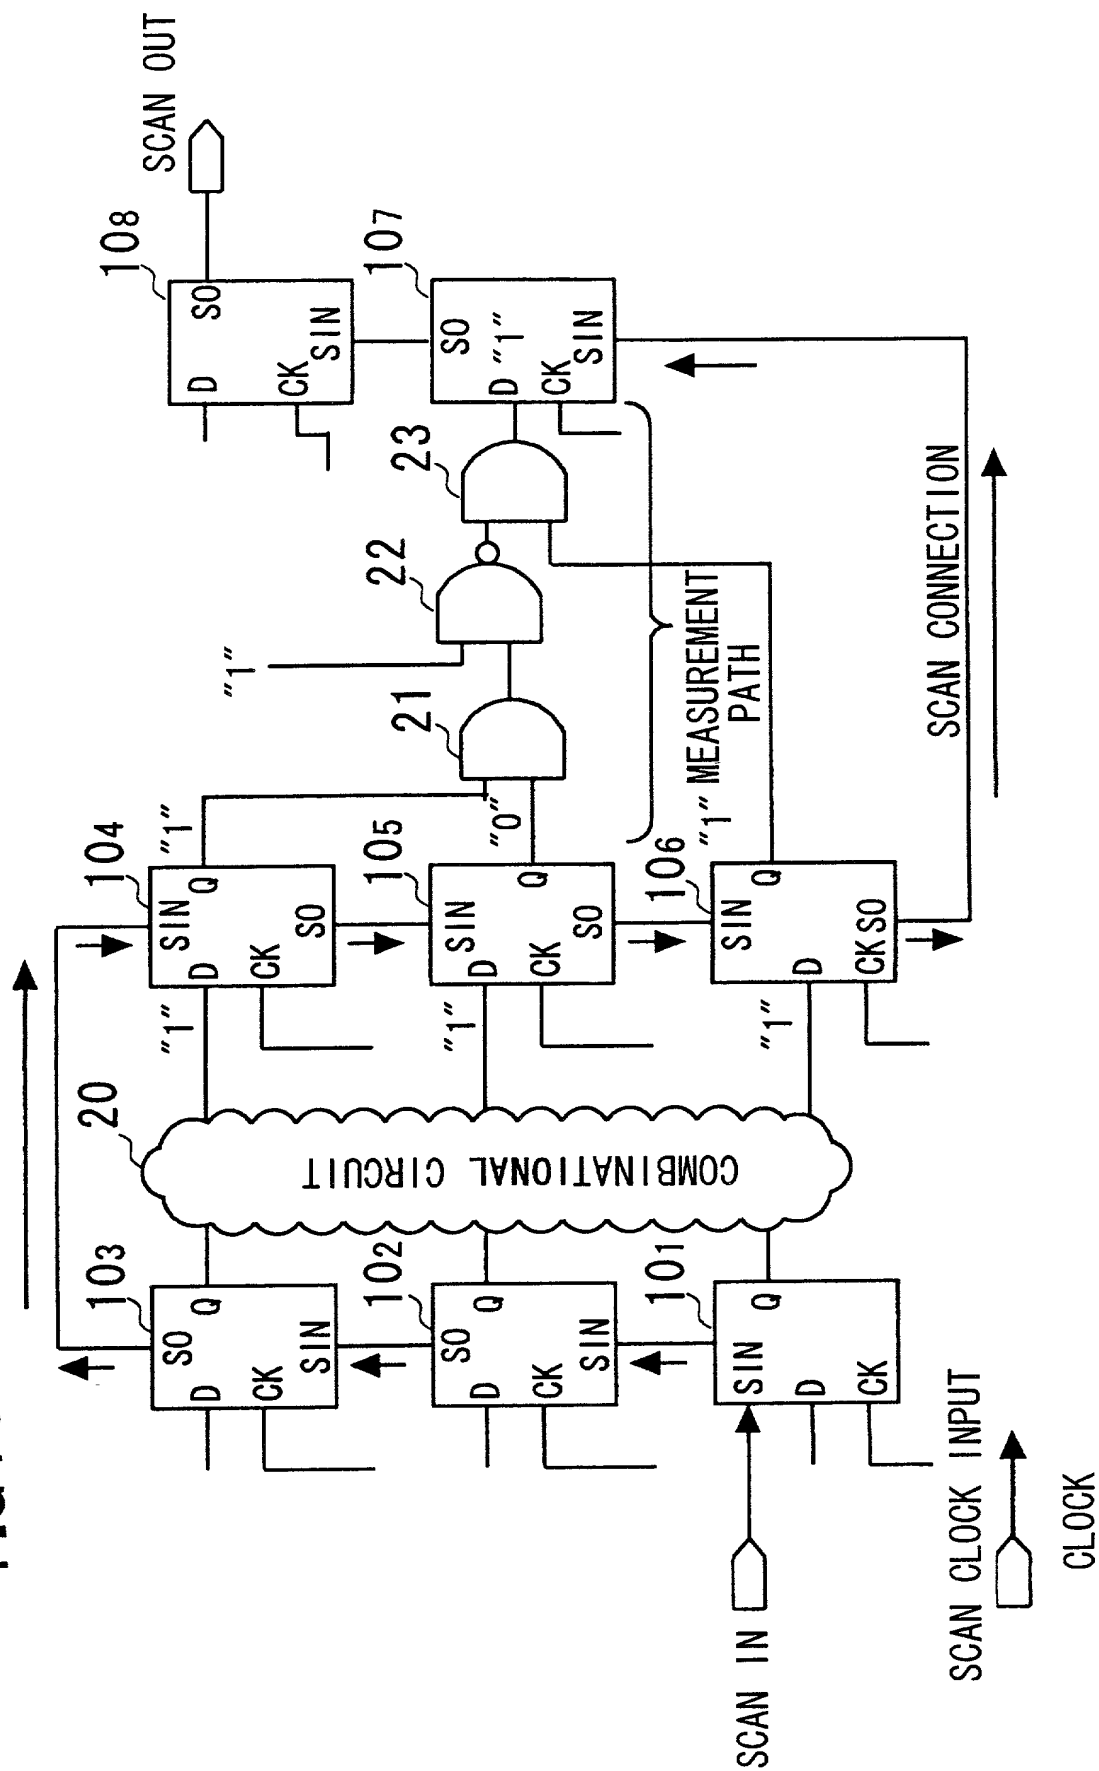 SCAN OUT
10₈
D
SO
CK
SIN
10₇
SO
D
"1"
CK
SIN
23
22
"1"
21
MEASUREMENT
PATH
SCAN CONNECTION
10₄
"1"
SIN
Q
D
CK
SO
"1"
10₅
"0"
SIN
Q
D
CK
SO
"1"
10₆
"1"
SIN
Q
D
CK
SO
"1"
20
COMBINATIONAL CIRCUIT
10₃
SO
Q
D
CK
SIN
10₂
SO
Q
D
CK
SIN
10₁
SIN
Q
D
CK
SCAN IN
SCAN CLOCK INPUT
CLOCK